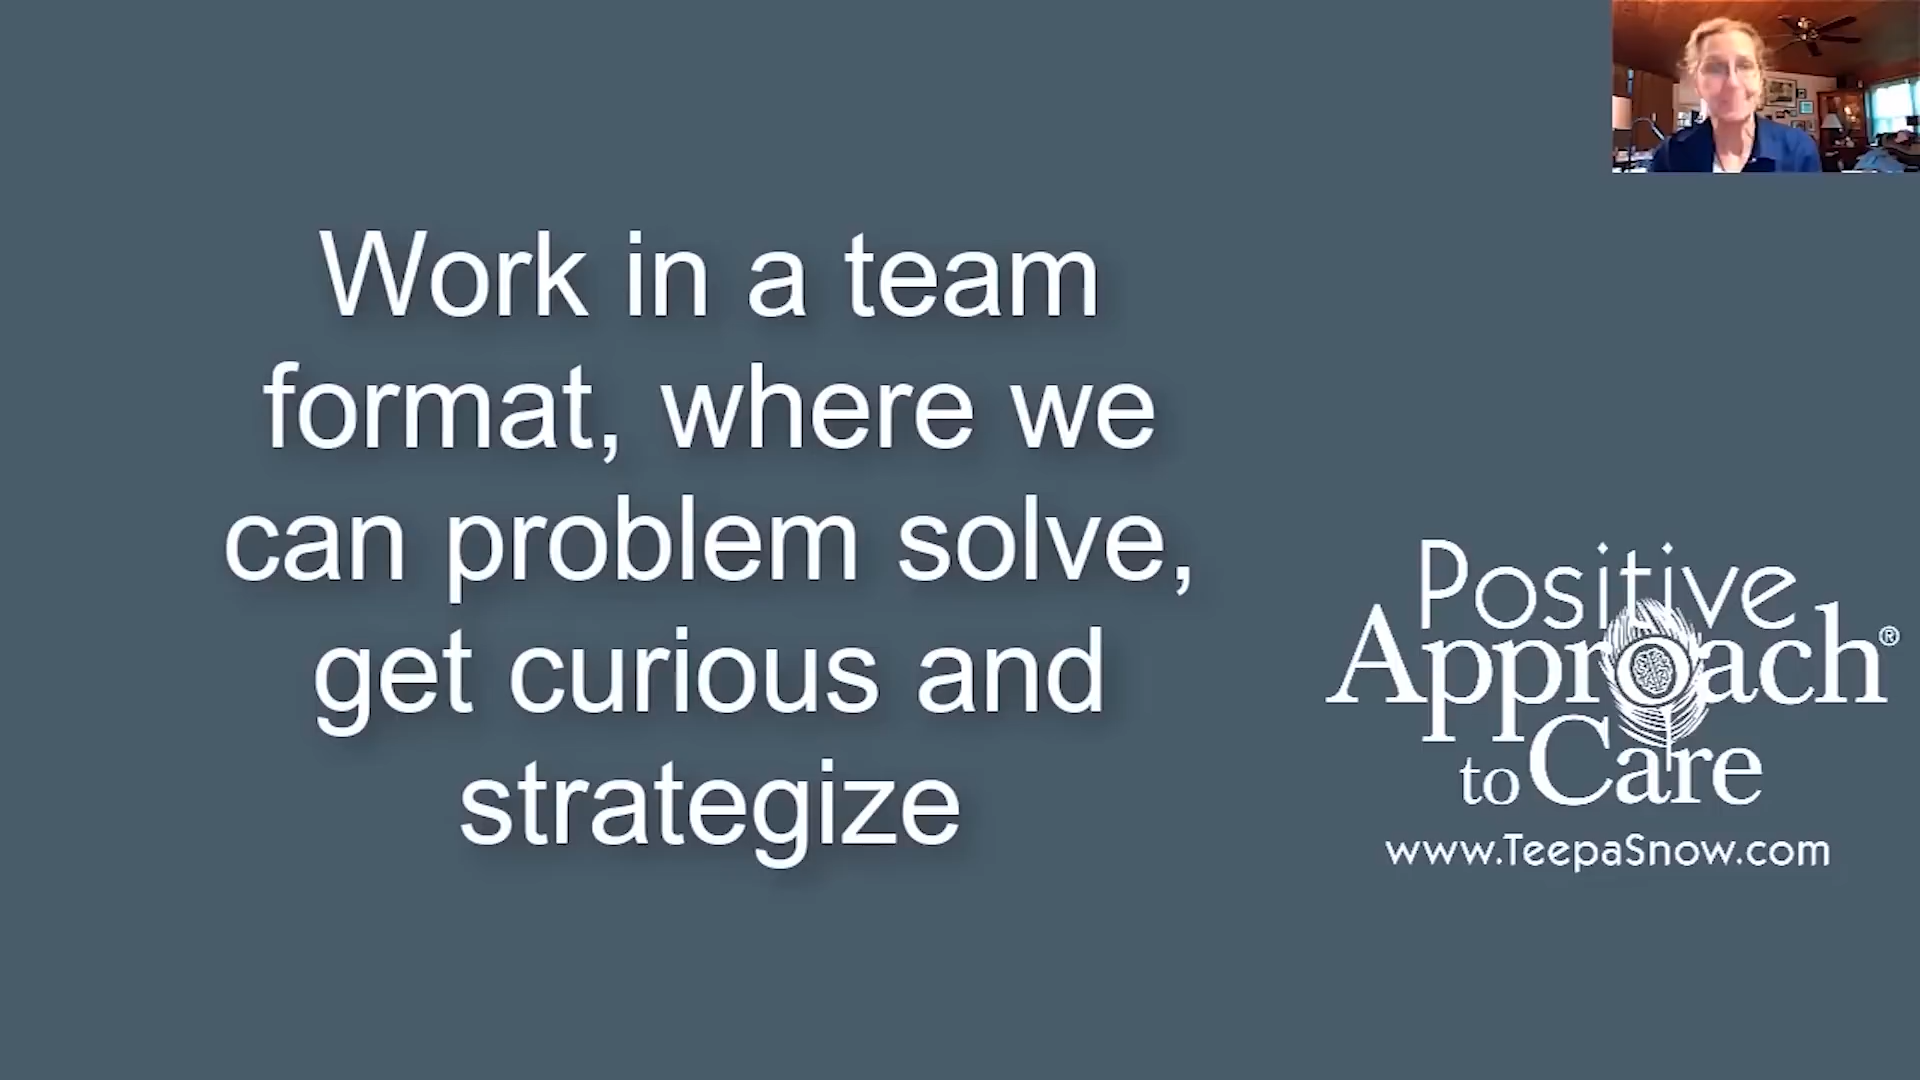 Work in a team
format, where we
can problem solve,
get curious and
strategize
Positive
Approach®
to Care
www.TeepaSnow.com